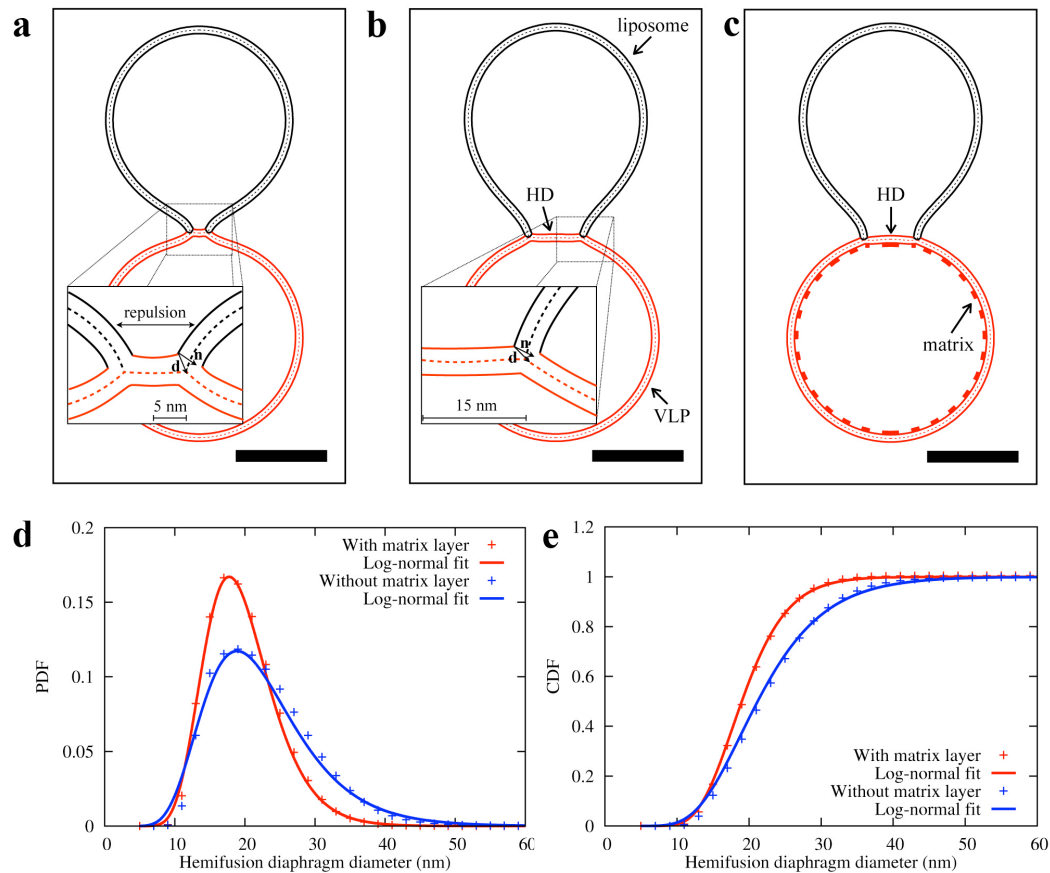 a
repulsion
n
d
5 nm
b
liposome
HD
n
d
15 nm
VLP
c
HD
matrix
d
PDF
0.2
0.15
0.1
0.05
0
With matrix layer
Log-normal fit
Without matrix layer
Log-normal fit
0 10 20 30 40 50 60
Hemifusion diaphragm diameter (nm)
e
CDF
1.2
1
0.8
0.6
0.4
0.2
0
With matrix layer
Log-normal fit
Without matrix layer
Log-normal fit
0 10 20 30 40 50 60
Hemifusion diaphragm diameter (nm)